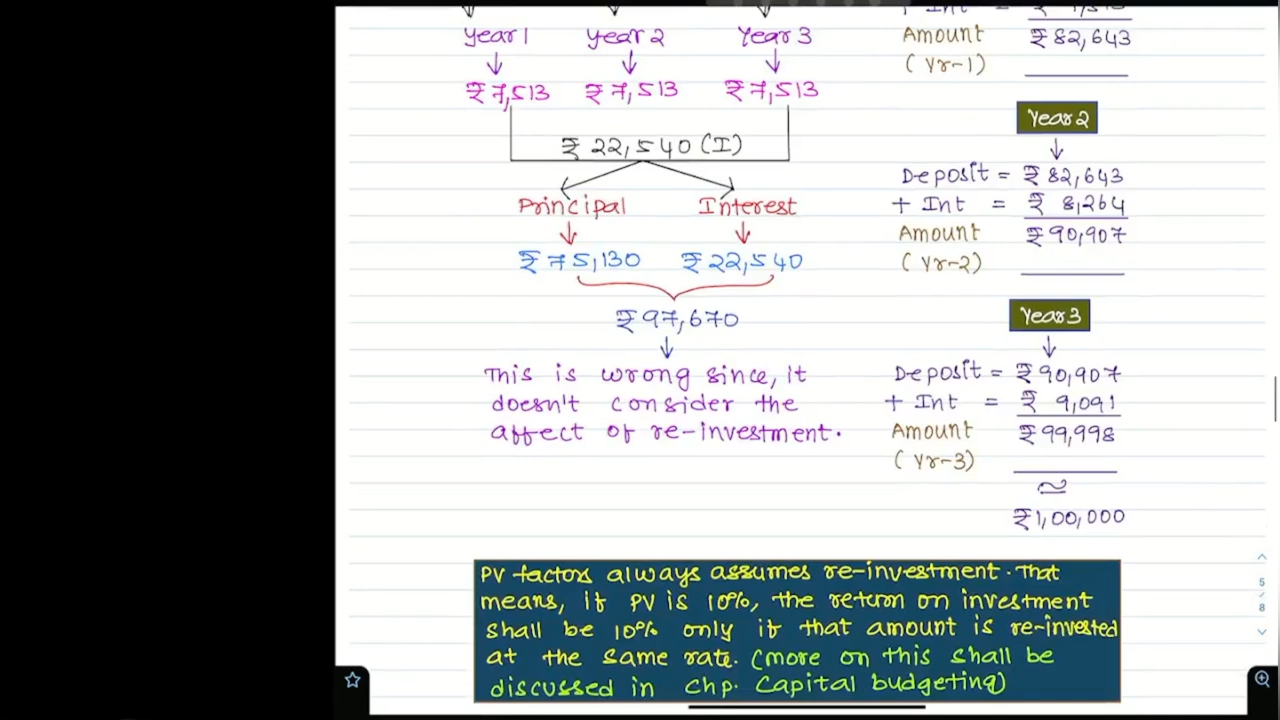 Year 1 Year 2 Year 3
₹7,513 ₹7,513 ₹7,513
₹22,540 (I)
Principal Interest
₹75,130 ₹22,540
₹97,670
This is wrong since, it
doesn't consider the
affect of re-investment.
+ Int =
Amount ₹82,643
(Yr-1)
Year 2
Deposit = ₹82,643
+ Int = ₹8,264
Amount ₹90,907
(Yr-2)
Year 3
Deposit = ₹90,907
+ Int = ₹9,091
Amount ₹99,998
(Yr-3)
≃
₹1,00,000
PV factors always assumes re-investment. That
means, if PV is 10%, the return on investment
shall be 10% only if that amount is re-invested
at the same rate. (more on this shall be
discussed in chp. Capital budgeting)
5
8